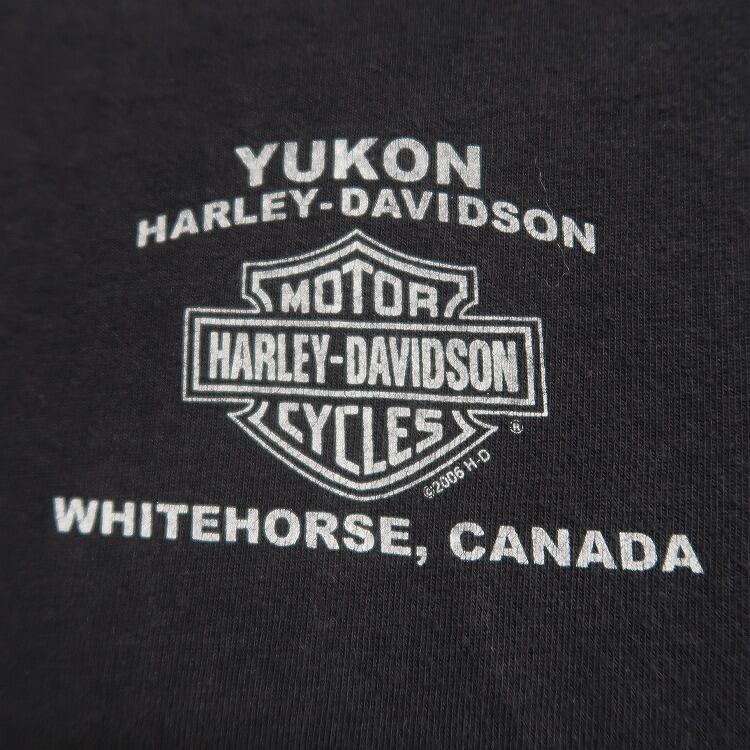 YUKON
HARLEY-DAVIDSON
MOTOR
HARLEY-DAVIDSON
CYCLES
®
©2006 H-D
WHITEHORSE, CANADA